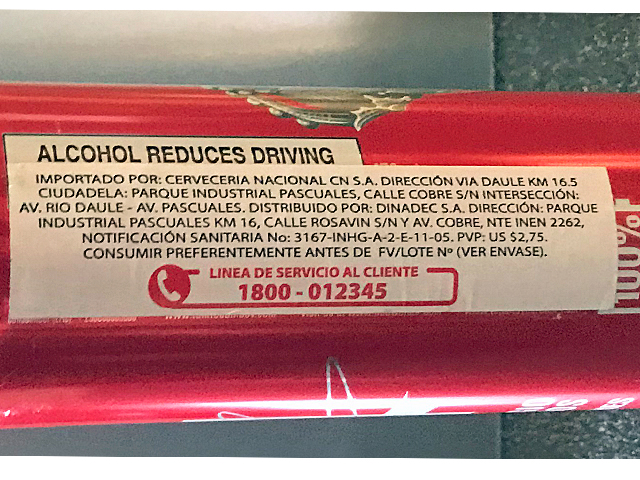 ALCOHOL REDUCES DRIVING
IMPORTADO POR: CERVECERIA NACIONAL CN S.A. DIRECCIÓN VIA DAULE KM 16.5
CIUDADELA: PARQUE INDUSTRIAL PASCUALES, CALLE COBRE S/N INTERSECCIÓN:
AV. RIO DAULE - AV. PASCUALES. DISTRIBUIDO POR: DINADEC S.A. DIRECCIÓN: PARQUE
INDUSTRIAL PASCUALES KM 16, CALLE ROSAVIN S/N Y AV. COBRE, NTE INEN 2262,
NOTIFICACIÓN SANITARIA No: 3167-INHG-A-2-E-11-05. PVP: US $2,75.
CONSUMIR PREFERENTEMENTE ANTES DE FV/LOTE Nº (VER ENVASE).
LINEA DE SERVICIO AL CLIENTE
1800 - 012345
100%